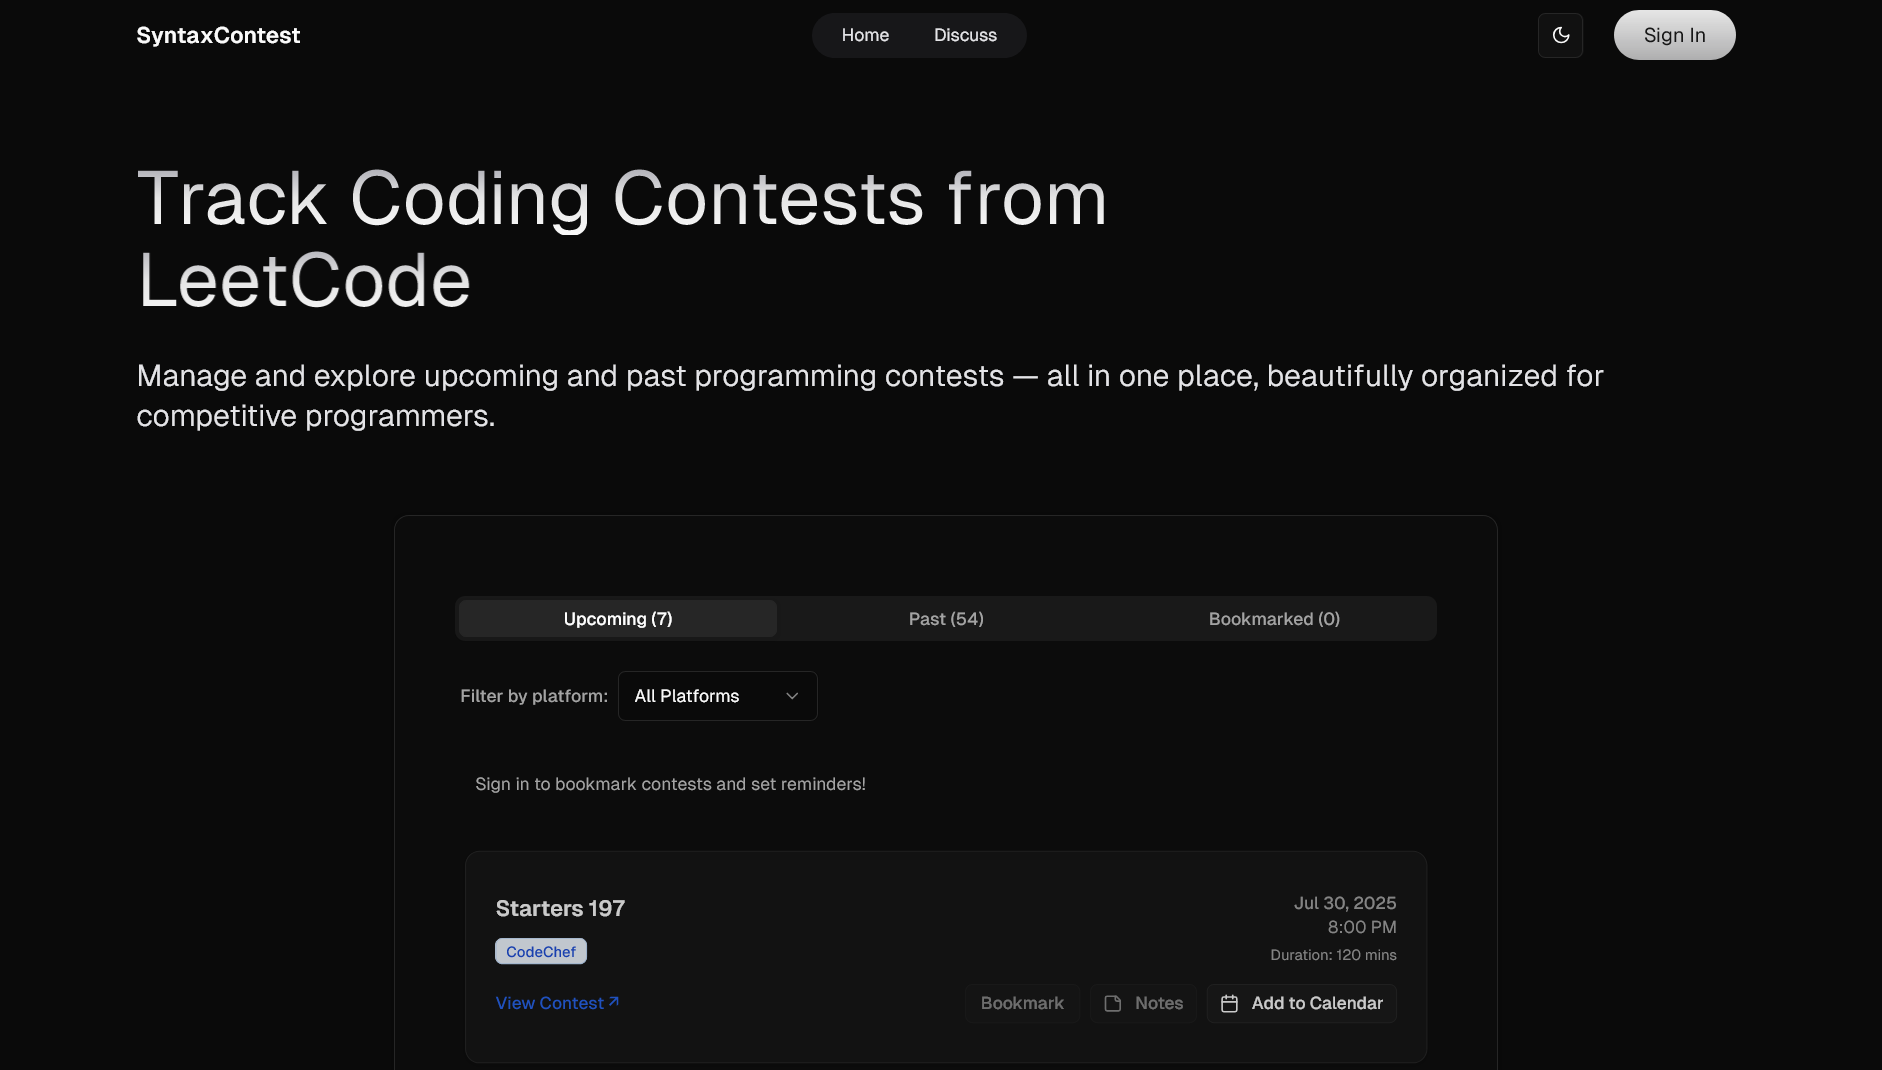 SyntaxContest
Home
Discuss
Sign In
Track Coding Contests from
LeetCode
Manage and explore upcoming and past programming contests — all in one place, beautifully organized for
competitive programmers.
Upcoming (7)
Past (54)
Bookmarked (0)
Filter by platform:
All Platforms
Sign in to bookmark contests and set reminders!
Starters 197
CodeChef
View Contest
Jul 30, 2025
8:00 PM
Duration: 120 mins
Bookmark
Notes
Add to Calendar